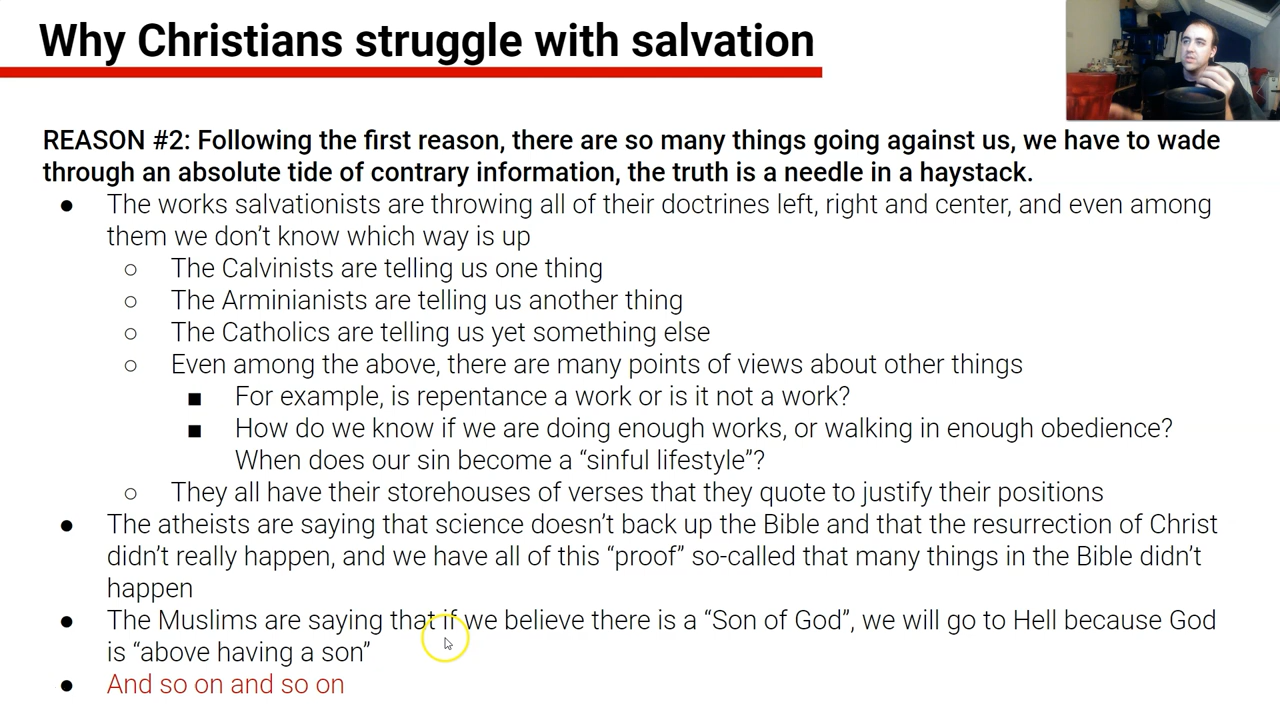 Why Christians struggle with salvation
REASON #2: Following the first reason, there are so many things going against us, we have to wade
through an absolute tide of contrary information, the truth is a needle in a haystack.
● The works salvationists are throwing all of their doctrines left, right and center, and even among
them we don’t know which way is up
○ The Calvinists are telling us one thing
○ The Arminianists are telling us another thing
○ The Catholics are telling us yet something else
○ Even among the above, there are many points of views about other things
■ For example, is repentance a work or is it not a work?
■ How do we know if we are doing enough works, or walking in enough obedience?
When does our sin become a “sinful lifestyle”?
○ They all have their storehouses of verses that they quote to justify their positions
● The atheists are saying that science doesn’t back up the Bible and that the resurrection of Christ
didn’t really happen, and we have all of this “proof” so-called that many things in the Bible didn’t
happen
● The Muslims are saying that if we believe there is a “Son of God”, we will go to Hell because God
is “above having a son”
● And so on and so on